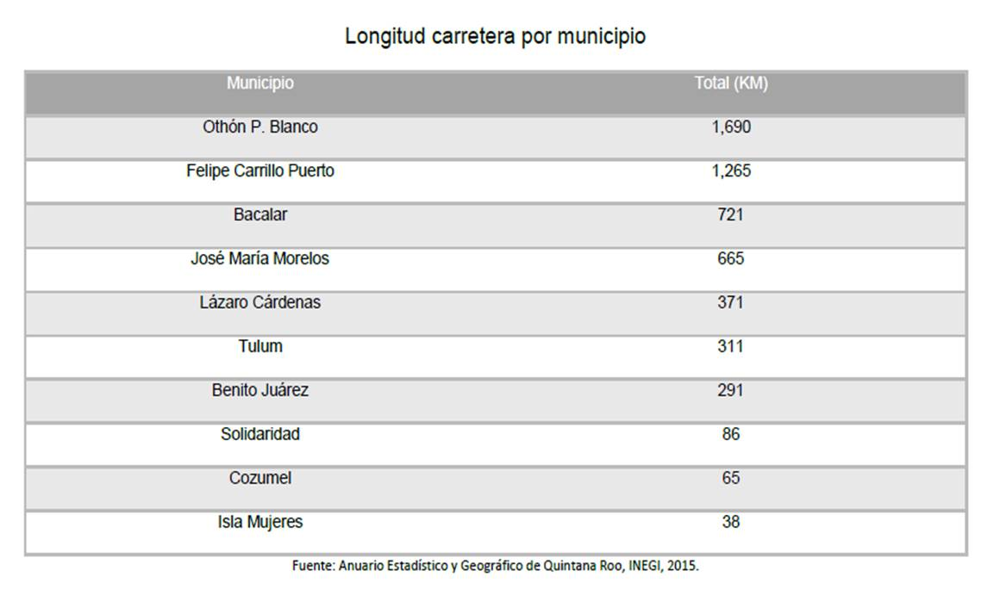 Longitud carretera por municipio
Municipio Total (KM)
Othón P. Blanco 1,690
Felipe Carrillo Puerto 1,265
Bacalar 721
José María Morelos 665
Lázaro Cárdenas 371
Tulum 311
Benito Juárez 291
Solidaridad 86
Cozumel 65
Isla Mujeres 38
Fuente: Anuario Estadístico y Geográfico de Quintana Roo, INEGI, 2015.